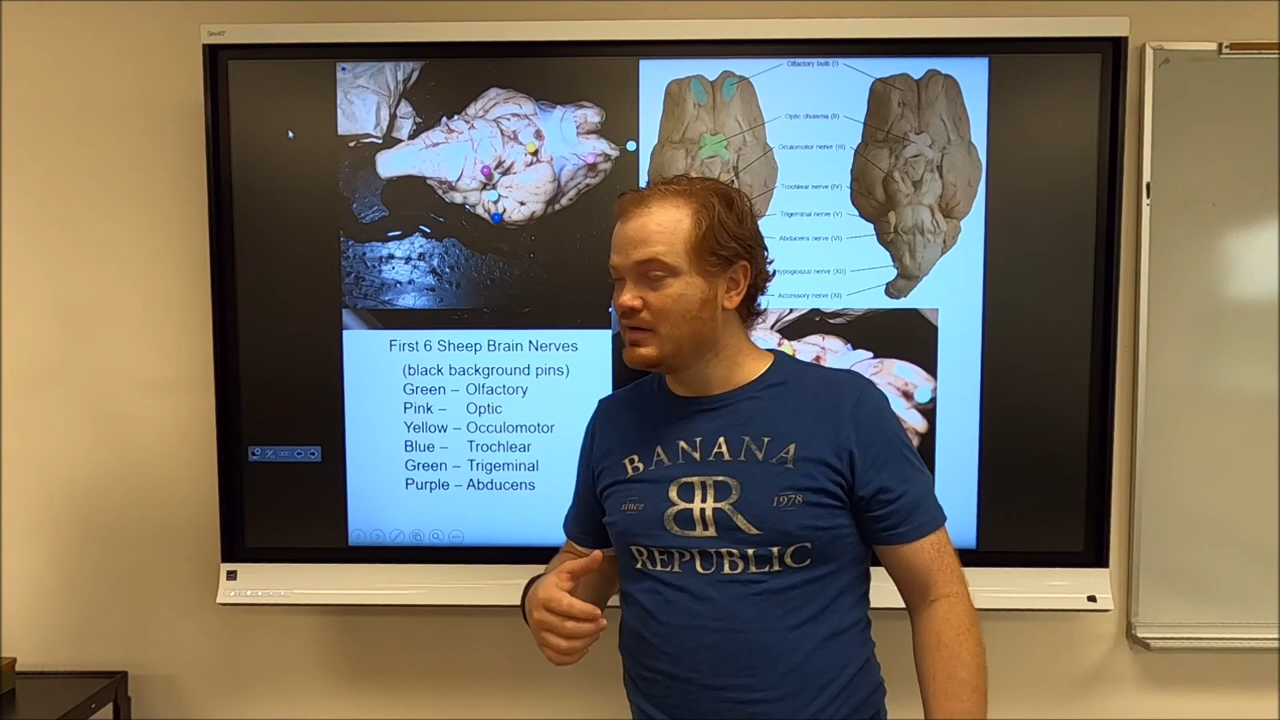 Olfactory bulb (I)
Optic chiasma (II)
Oculomotor nerve (III)
Trochlear nerve (IV)
Trigeminal nerve (V)
Abducens nerve (VI)
Hypoglossal nerve (XII)
Accessory nerve (XI)
First 6 Sheep Brain Nerves
(black background pins)
Green – Olfactory
Pink – Optic
Yellow – Occulomotor
Blue – Trochlear
Green – Trigeminal
Purple – Abducens
BANANA
since BR 1978
REPUBLIC